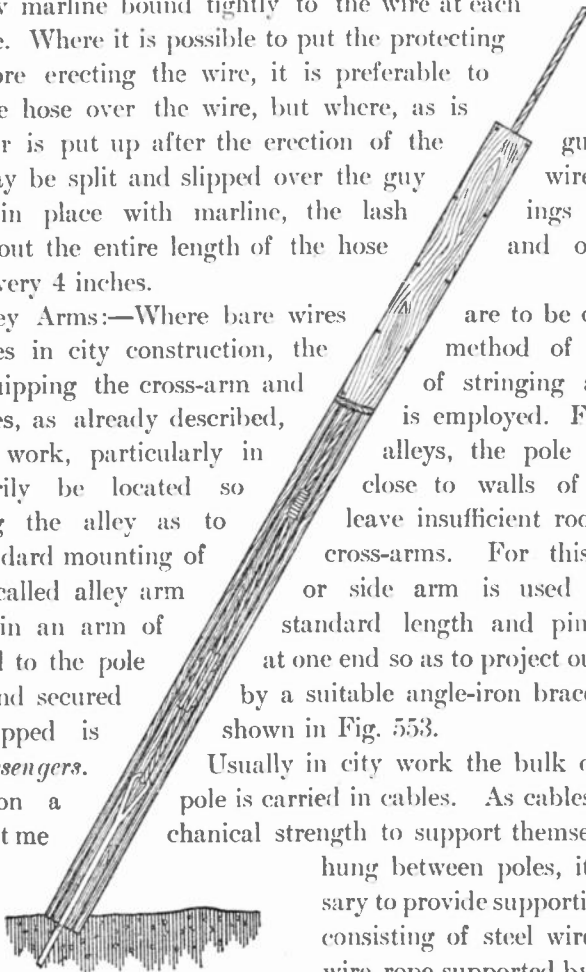 marline bound tightly to the wire at each
Where it is possible to put the protecting
erecting the wire, it is preferable to
hose over the wire, but where, as is
is put up after the erection of the
be split and slipped over the guy wire
in place with marline, the lash ings
out the entire length of the hose and
very 4 inches.
ey Arms:—Where bare wires are to be
es in city construction, the method of
uipping the cross-arm and of stringing
es, as already described, is employed.
work, particularly in alleys, the pole
rily be located so close to walls of
the alley as to leave insufficient
dard mounting of cross-arms. For this
called alley arm or side arm is used
in an arm of standard length and
to the pole at one end so as to project
nd secured by a suitable angle-iron brace
pped is shown in Fig. 553.
sengers. Usually in city work the bulk
on a pole is carried in cables. As cables
t me chanical strength to support
hung between poles, it
sary to provide
consisting of steel
wire rope supported